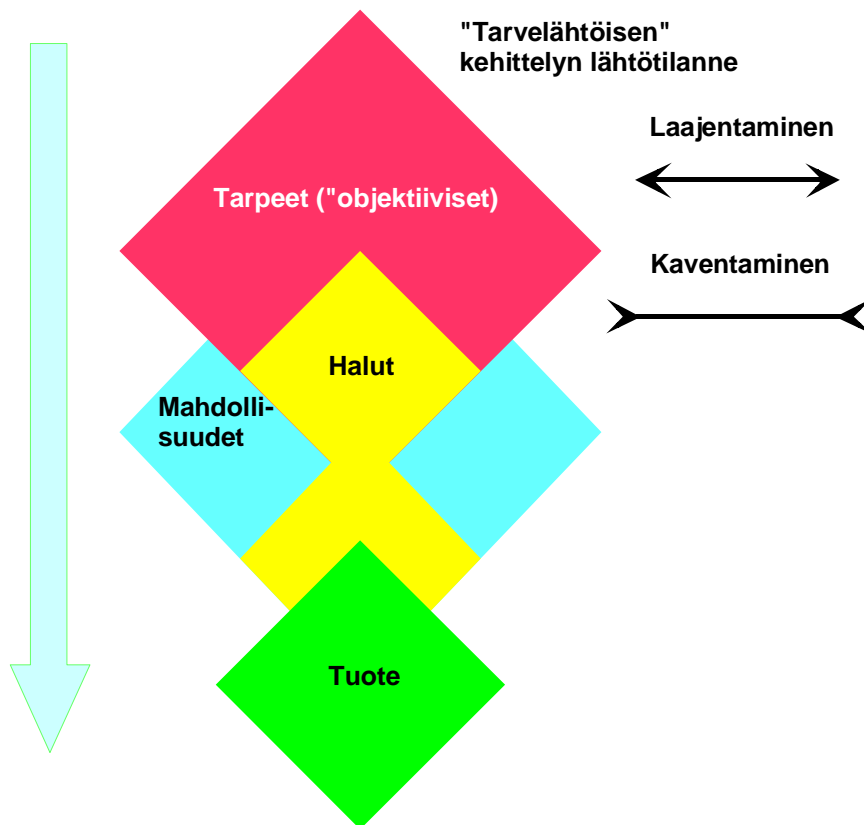 "Tarvelähtöisen"
kehittelyn lähtötilanne
Laajentaminen
Tarpeet ("objektiiviset)
Kaventaminen
Halut
Mahdolli-
suudet
Tuote